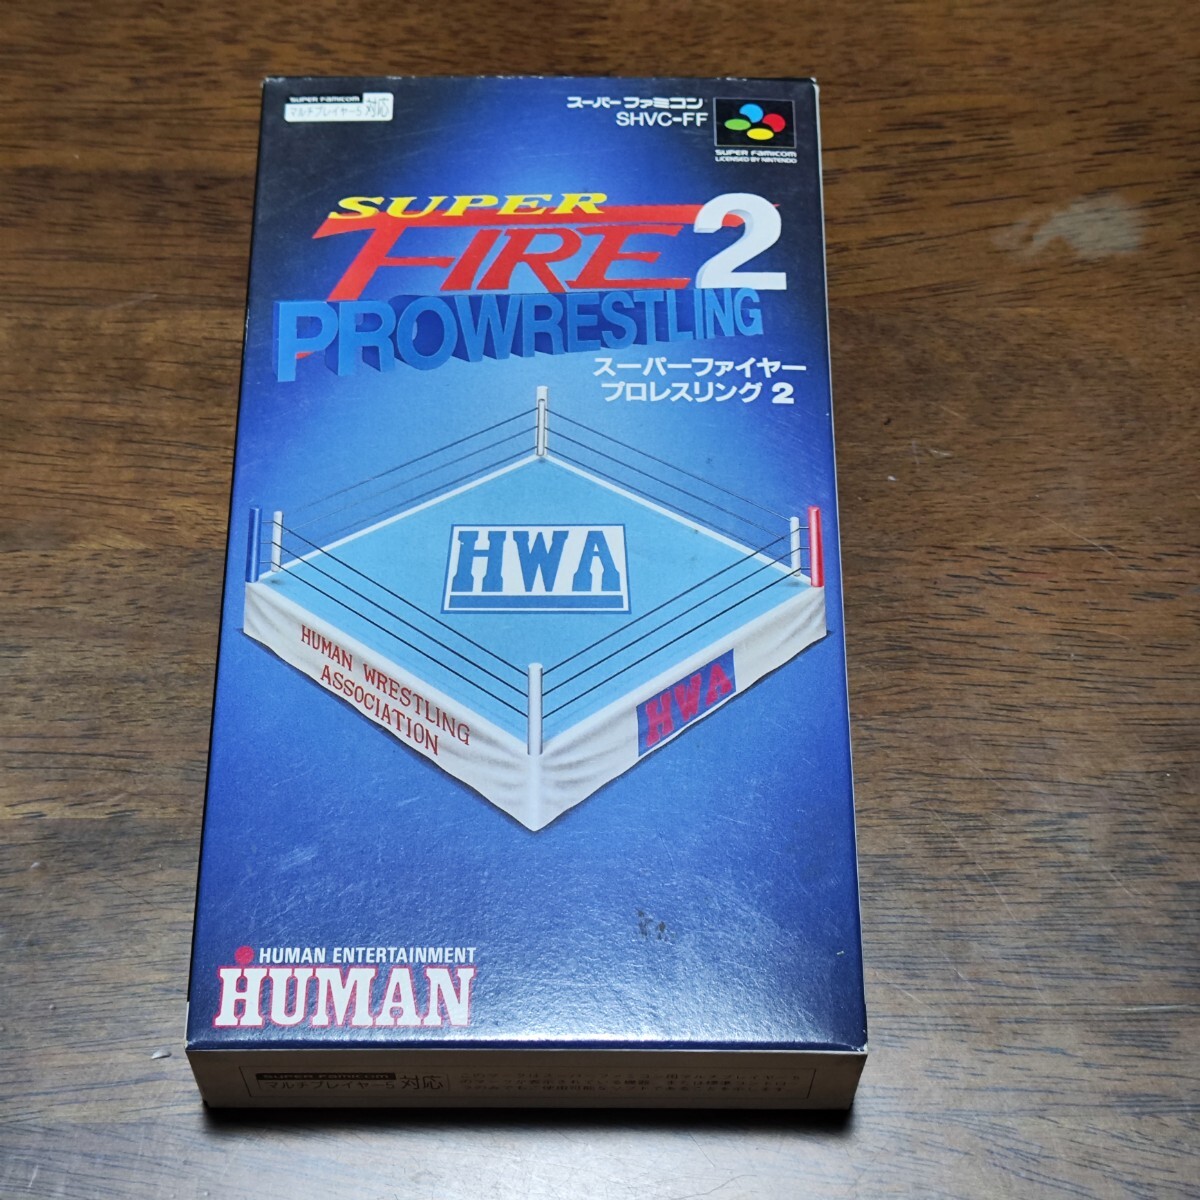 SUPER FAMICOM
マルチプレイヤー5 対応
スーパーファミコン
SHVC-FF
SUPER FAMICOM
LICENSED BY NINTENDO
SUPER
FIRE 2
PROWRESTLING
スーパーファイヤー
プロレスリング 2
HWA
HUMAN WRESTLING
ASSOCIATION
HWA
HUMAN ENTERTAINMENT
HUMAN
SUPER FAMICOM
マルチプレイヤー5 対応